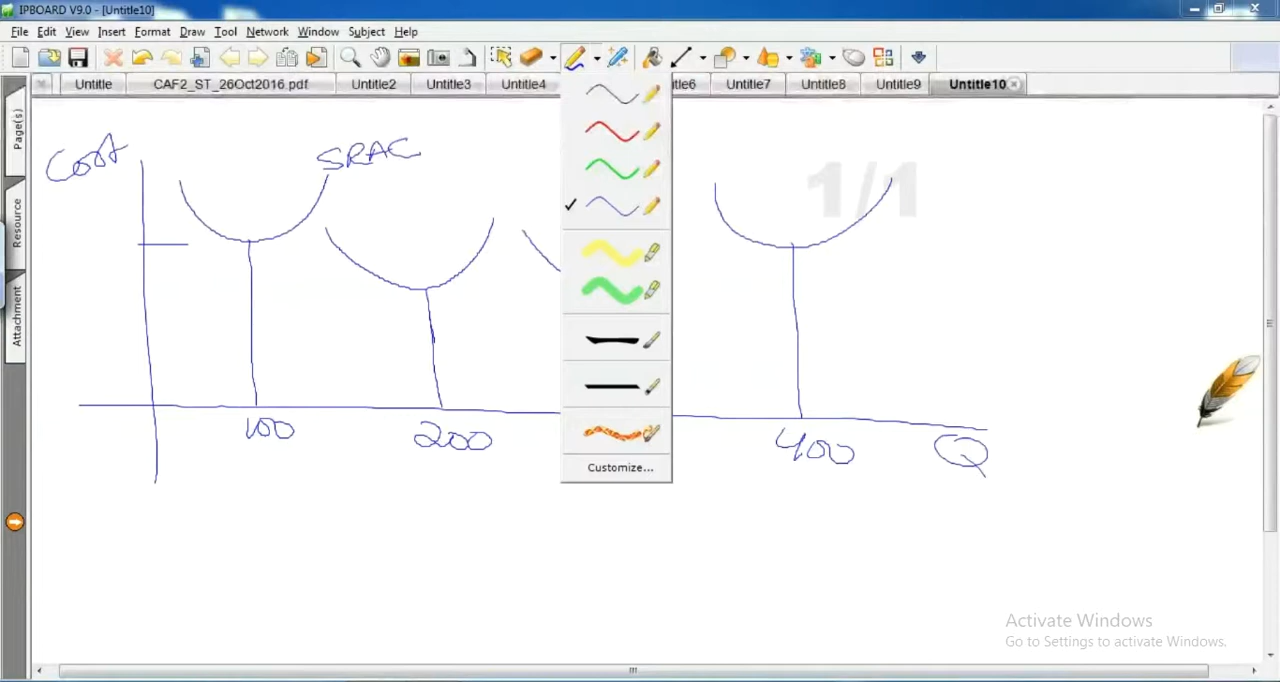 IPBOARD V9.0 - [Untitle10]
File Edit View Insert Format Draw Tool Network Window Subject Help
Untitle CAF2_ST_26Oct2016.pdf Untitle2 Untitle3 Untitle4 tle6 Untitle7 Untitle8 Untitle9 Untitle10
Page(s)
Resource
Attachment
Cost
SRAC
1/1
100
200
400
Q
Customize...
Activate Windows
Go to Settings to activate Windows.